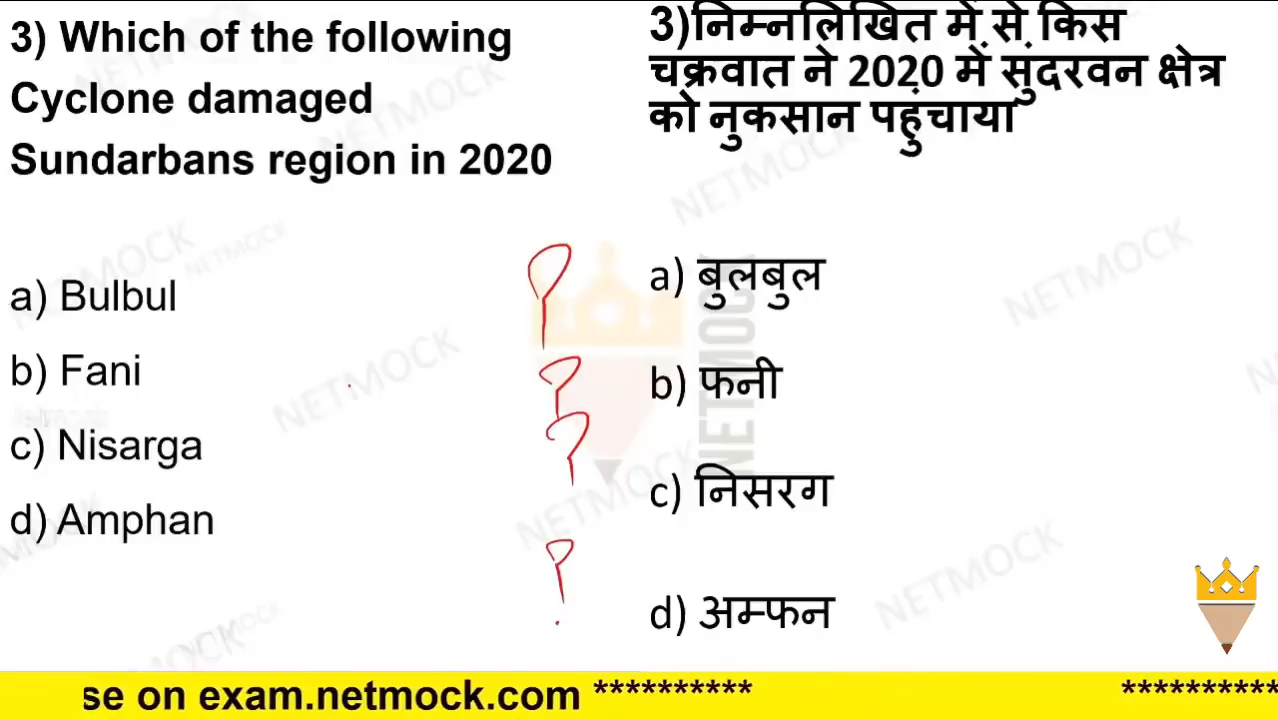 3) Which of the following
Cyclone damaged
Sundarbans region in 2020
a) Bulbul
b) Fani
c) Nisarga
d) Amphan
3)निम्नलिखित में से किस
चक्रवात ने 2020 में सुंदरवन क्षेत्र
को नुकसान पहुंचाया
a) बुलबुल
b) फनी
c) निसरग
d) अम्फन
NETMOCK
se on exam.netmock.com ********** **********